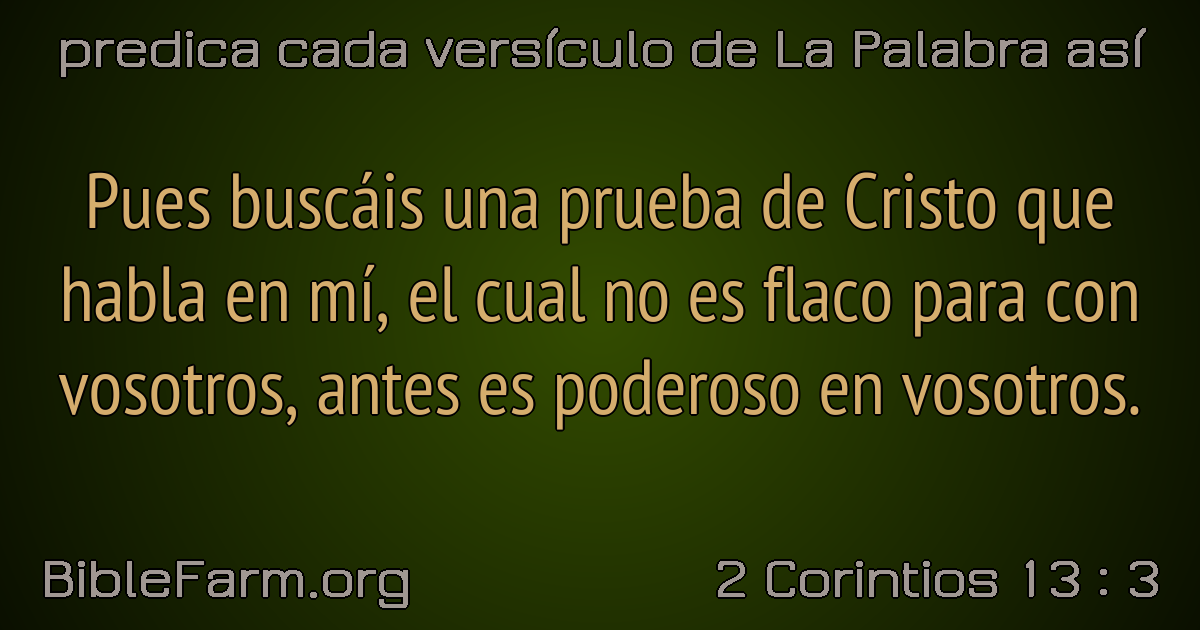 predica cada versículo de La Palabra así
Pues buscáis una prueba de Cristo que
habla en mí, el cual no es flaco para con
vosotros, antes es poderoso en vosotros.
BibleFarm.org
2 Corintios 13 : 3